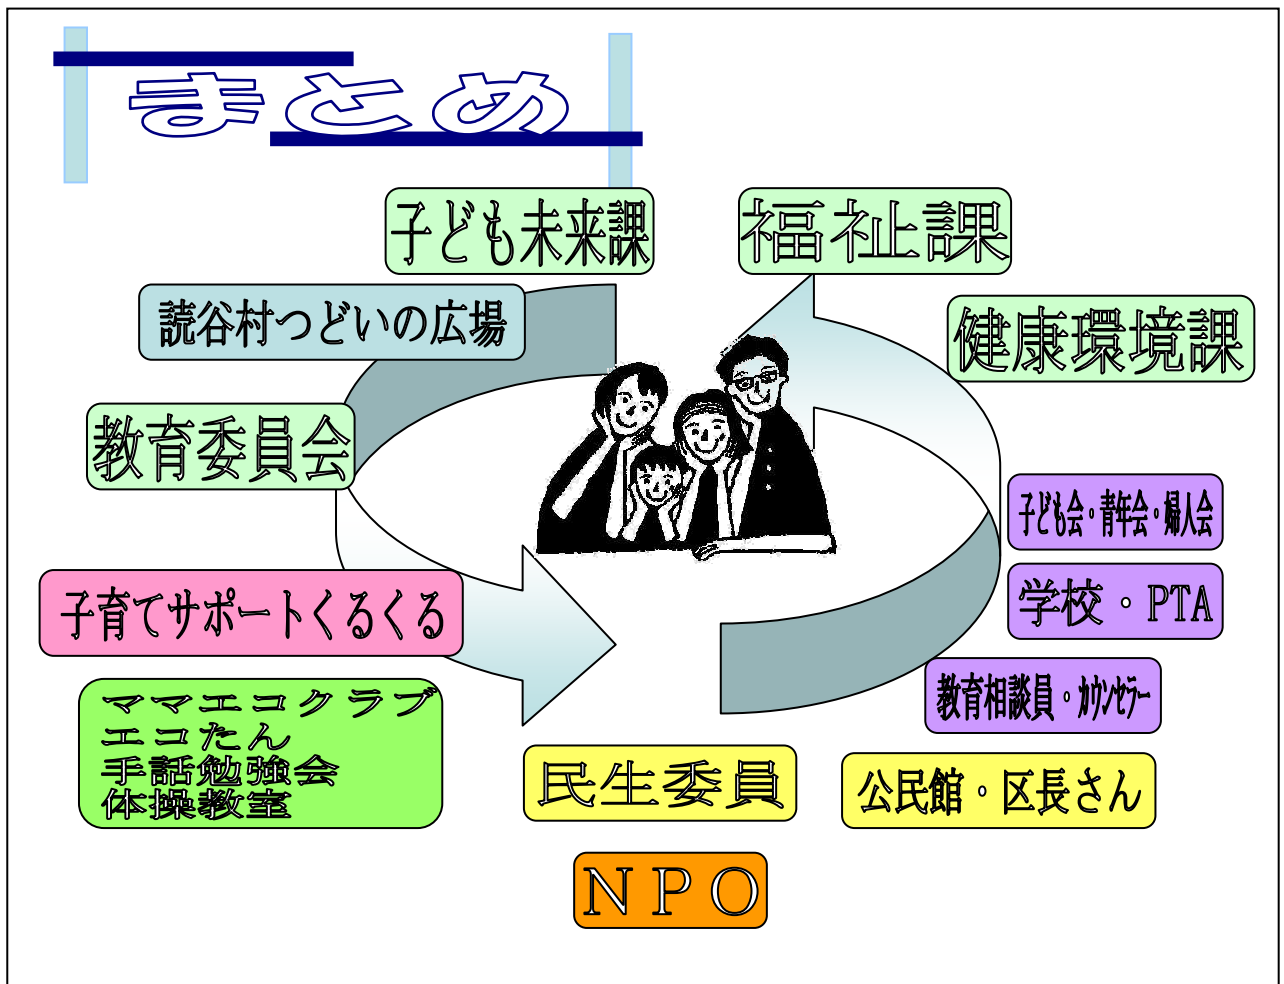 まとめ
子ども未来課
福祉課
読谷村つどいの広場
健康環境課
教育委員会
子ども会・青年会・婦人会
学校・PTA
子育てサポートくるくる
教育相談員・カウンセラー
ママエコクラブ
エコたん
手話勉強会
体操教室
民生委員
公民館・区長さん
ＮＰＯ